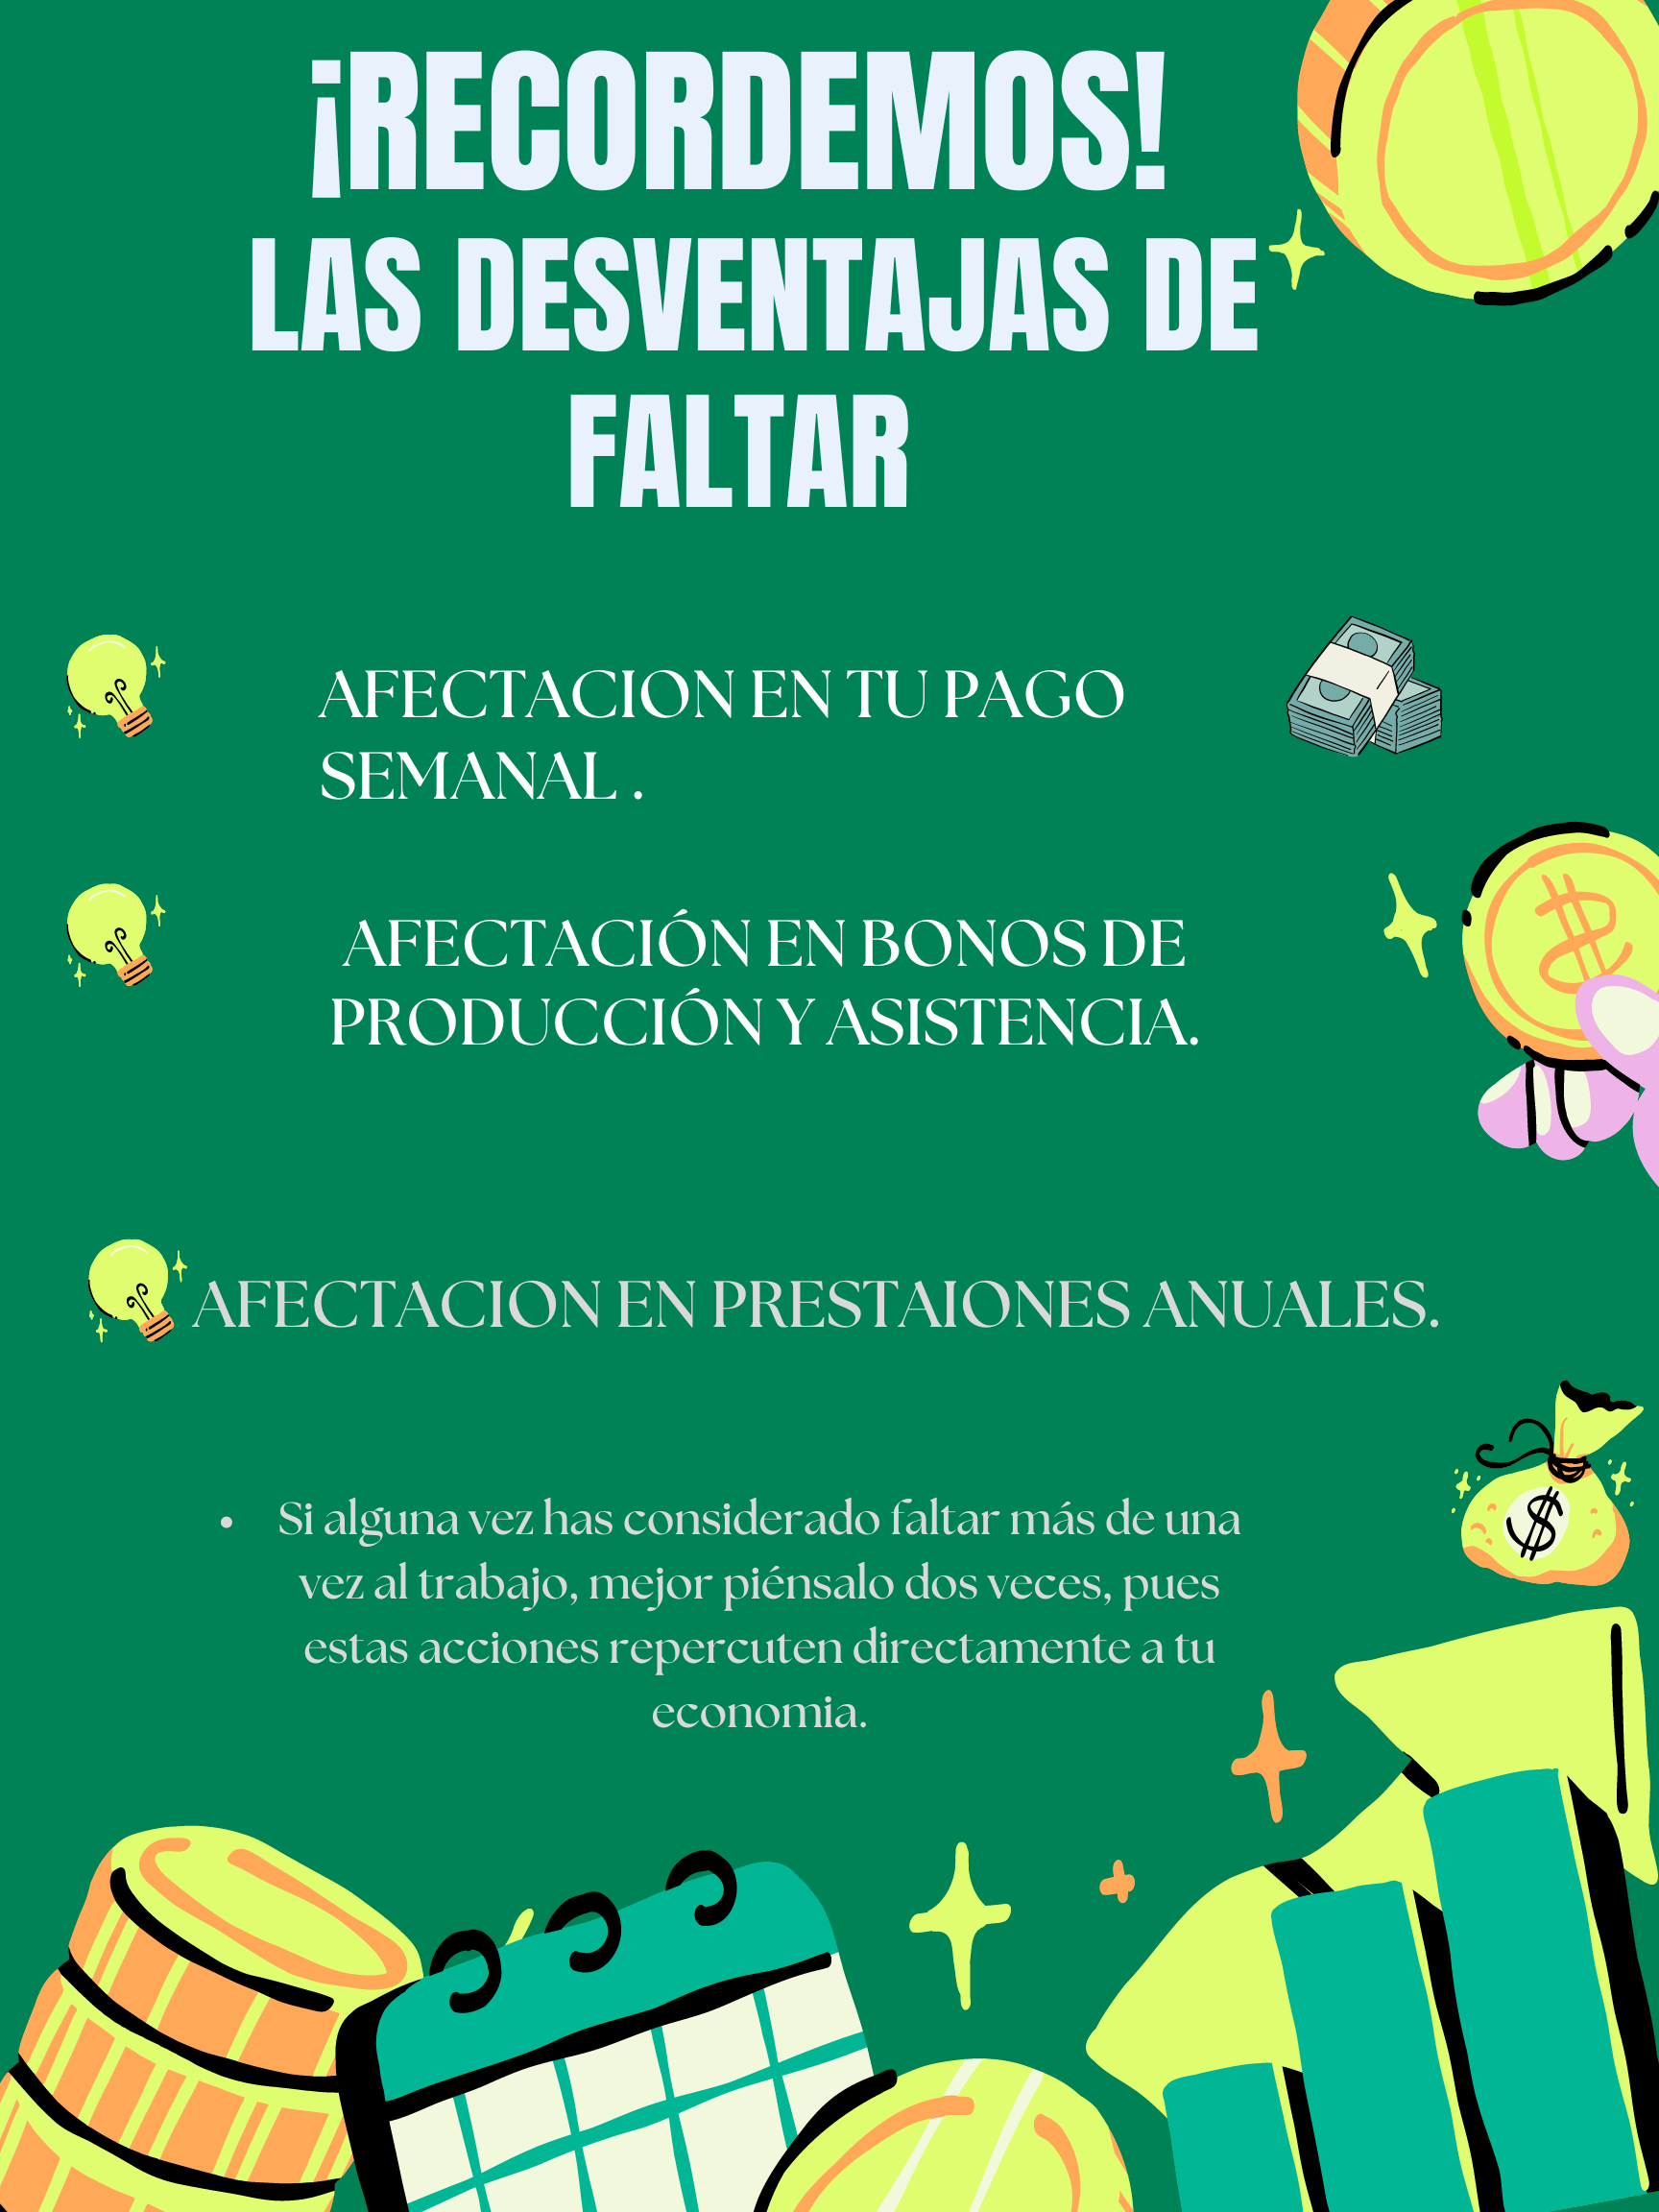 ¡RECORDEMOS!
LAS DESVENTAJAS DE
FALTAR
AFECTACION EN TU PAGO
SEMANAL .
AFECTACIÓN EN BONOS DE
PRODUCCIÓN Y ASISTENCIA.
AFECTACION EN PRESTAIONES ANUALES.
• Si alguna vez has considerado faltar más de una
vez al trabajo, mejor piénsalo dos veces, pues
estas acciones repercuten directamente a tu
economia.